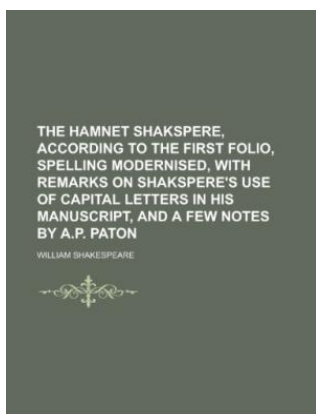 THE HAMNET SHAKSPERE,
ACCORDING TO THE FIRST FOLIO,
SPELLING MODERNISED, WITH
REMARKS ON SHAKSPERE'S USE
OF CAPITAL LETTERS IN HIS
MANUSCRIPT, AND A FEW NOTES
BY A.P. PATON
WILLIAM SHAKESPEARE